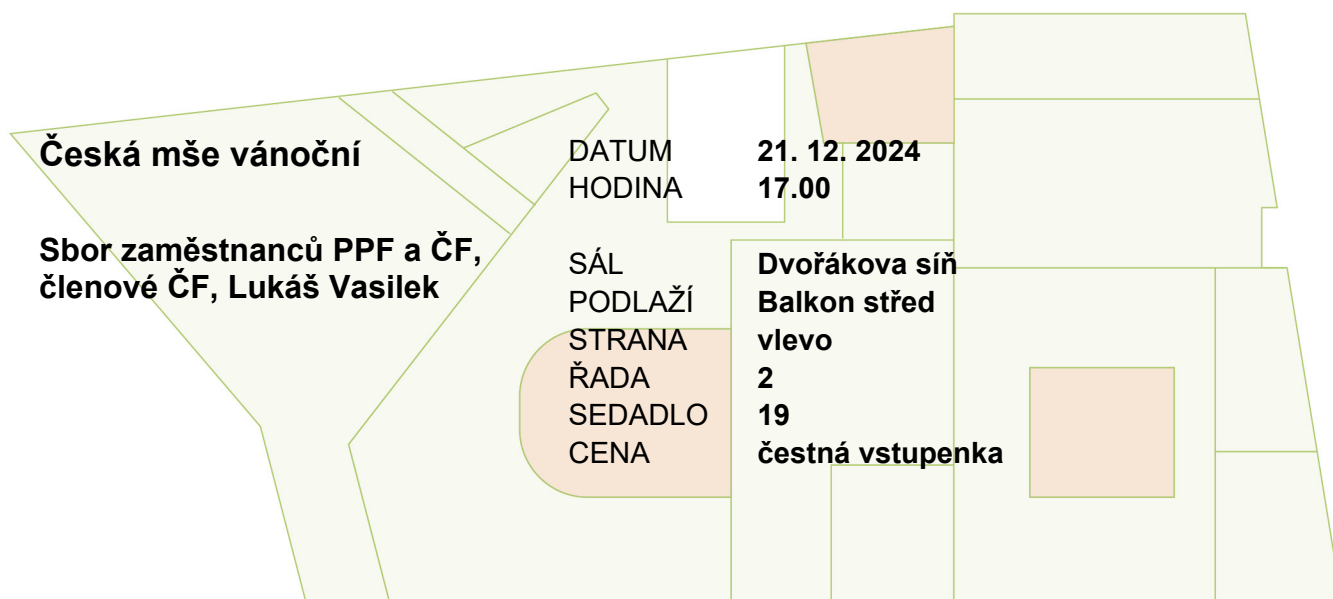 Česká mše vánoční
Sbor zaměstnanců PPF a ČF,
členové ČF, Lukáš Vasilek
DATUM 21. 12. 2024
HODINA 17.00
SÁL Dvořákova síň
PODLAŽÍ Balkon střed
STRANA vlevo
ŘADA 2
SEDADLO 19
CENA čestná vstupenka